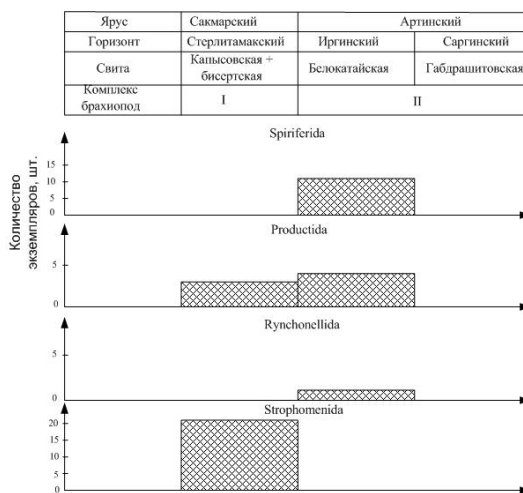 Ярус Сакмарский Артинский
Горизонт Стерлитамакский Иргинский Саргинский
Свита Капысовская + бисертская Белокатайская Габдрашитовская
Комплекс брахиопод I II
Количество экземпляров, шт.
Spiriferida
15
10
5
0
Productida
5
0
Rynchonellida
5
0
Strophomenida
20
15
10
5
0